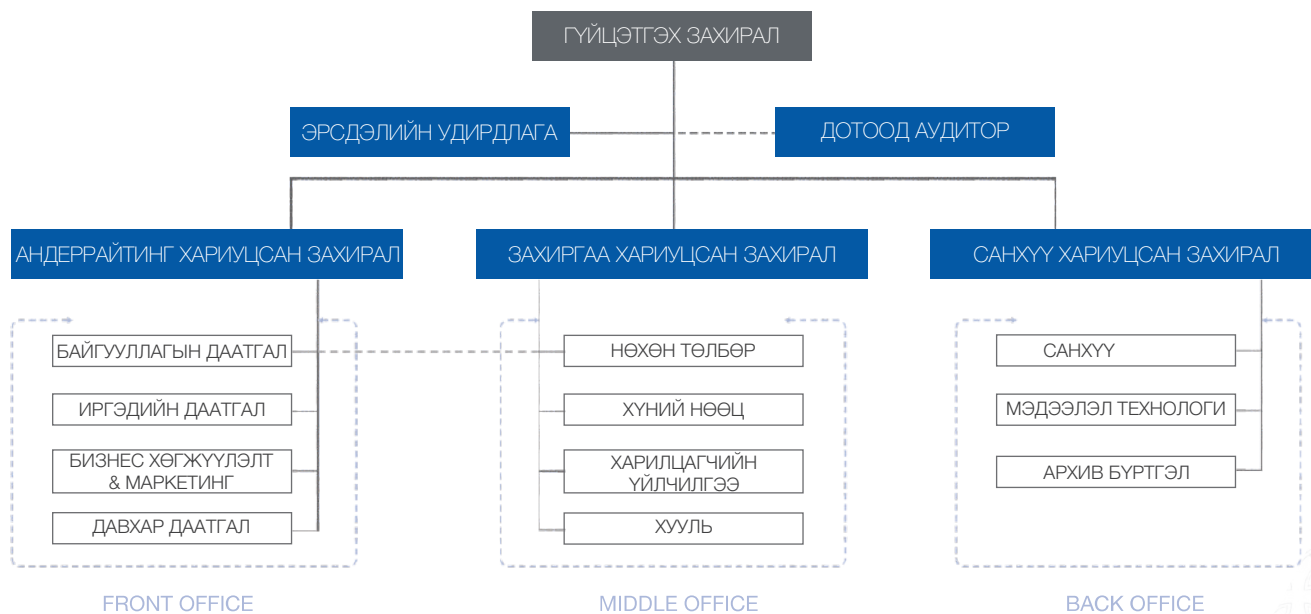 ГҮЙЦЭТГЭХ ЗАХИРАЛ
ЭРСДЭЛИЙН УДИРДЛАГА
ДОТООД АУДИТОР
АНДЕРРАЙТИНГ ХАРИУЦСАН ЗАХИРАЛ
ЗАХИРГАА ХАРИУЦСАН ЗАХИРАЛ
САНХҮҮ ХАРИУЦСАН ЗАХИРАЛ
БАЙГУУЛЛАГЫН ДААТГАЛ
ИРГЭДИЙН ДААТГАЛ
БИЗНЕС ХӨГЖҮҮЛЭЛТ
& МАРКЕТИНГ
ДАВХАР ДААТГАЛ
НӨХӨН ТӨЛБӨР
ХҮНИЙ НӨӨЦ
ХАРИЛЦАГЧИЙН
ҮЙЛЧИЛГЭЭ
ХУУЛЬ
САНХҮҮ
МЭДЭЭЛЭЛ ТЕХНОЛОГИ
АРХИВ БҮРТГЭЛ
FRONT OFFICE
MIDDLE OFFICE
BACK OFFICE